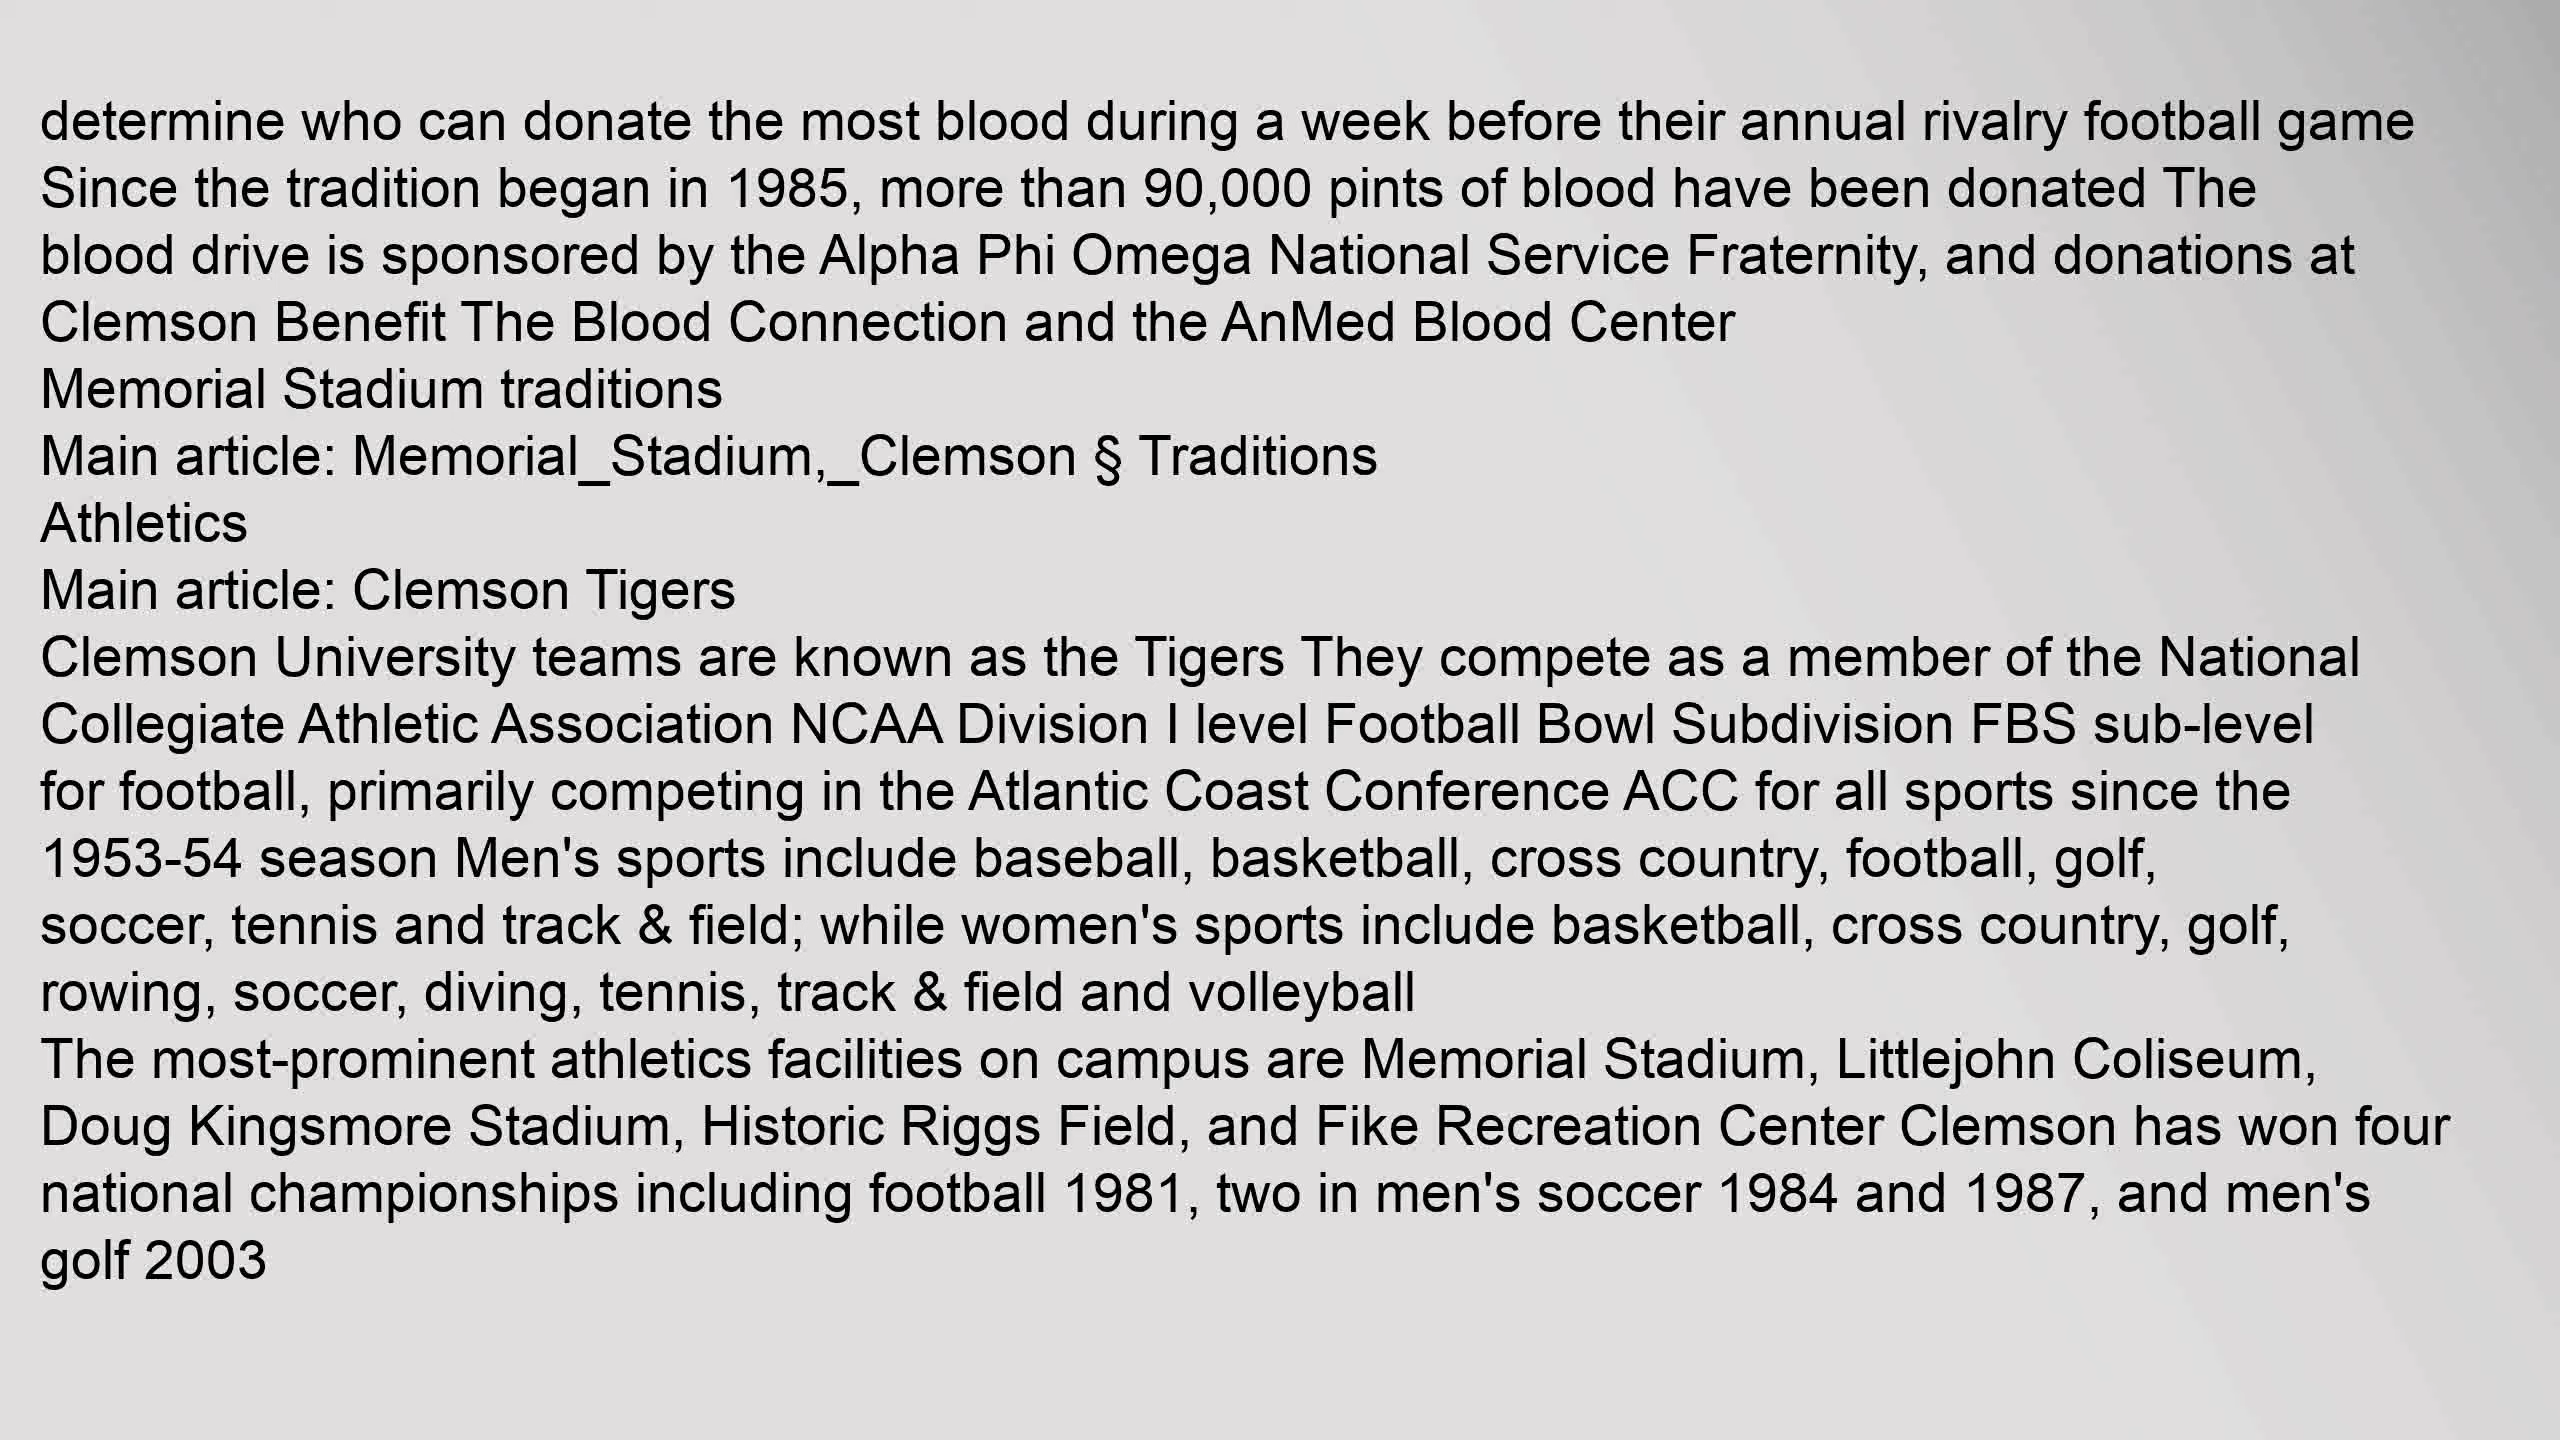 determine who can donate the most blood during a week before their annual rivalry football game
Since the tradition began in 1985, more than 90,000 pints of blood have been donated The
blood drive is sponsored by the Alpha Phi Omega National Service Fraternity, and donations at
Clemson Benefit The Blood Connection and the AnMed Blood Center
Memorial Stadium traditions
Main article: Memorial_Stadium,_Clemson § Traditions
Athletics
Main article: Clemson Tigers
Clemson University teams are known as the Tigers They compete as a member of the National
Collegiate Athletic Association NCAA Division I level Football Bowl Subdivision FBS sub-level
for football, primarily competing in the Atlantic Coast Conference ACC for all sports since the
1953-54 season Men's sports include baseball, basketball, cross country, football, golf,
soccer, tennis and track & field; while women's sports include basketball, cross country, golf,
rowing, soccer, diving, tennis, track & field and volleyball
The most-prominent athletics facilities on campus are Memorial Stadium, Littlejohn Coliseum,
Doug Kingsmore Stadium, Historic Riggs Field, and Fike Recreation Center Clemson has won four
national championships including football 1981, two in men's soccer 1984 and 1987, and men's
golf 2003